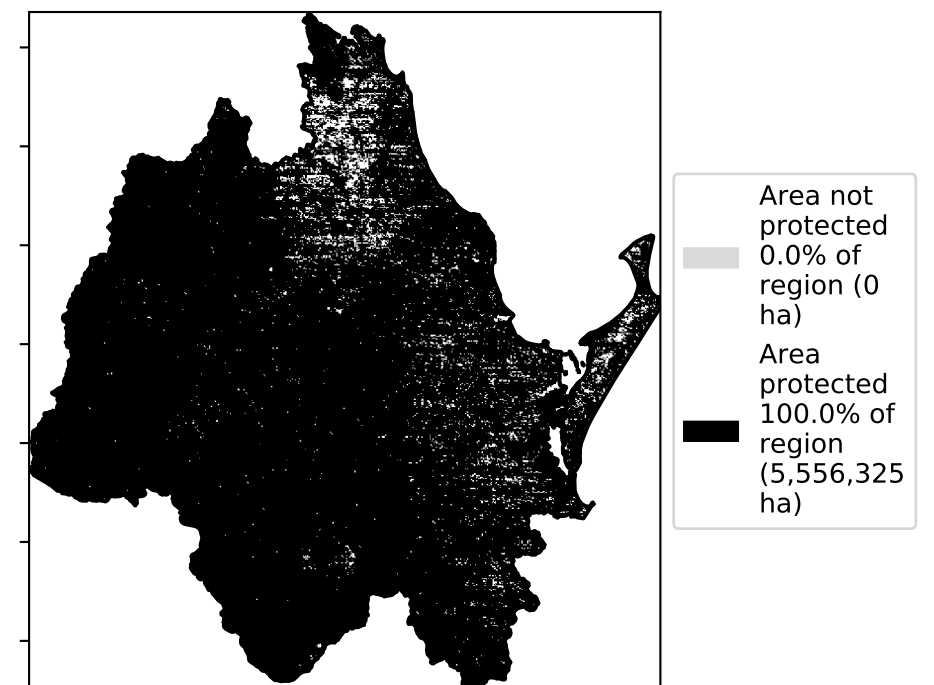 Area not
protected
0.0% of
region (0
ha)
Area
protected
100.0% of
region
(5,556,325
ha)